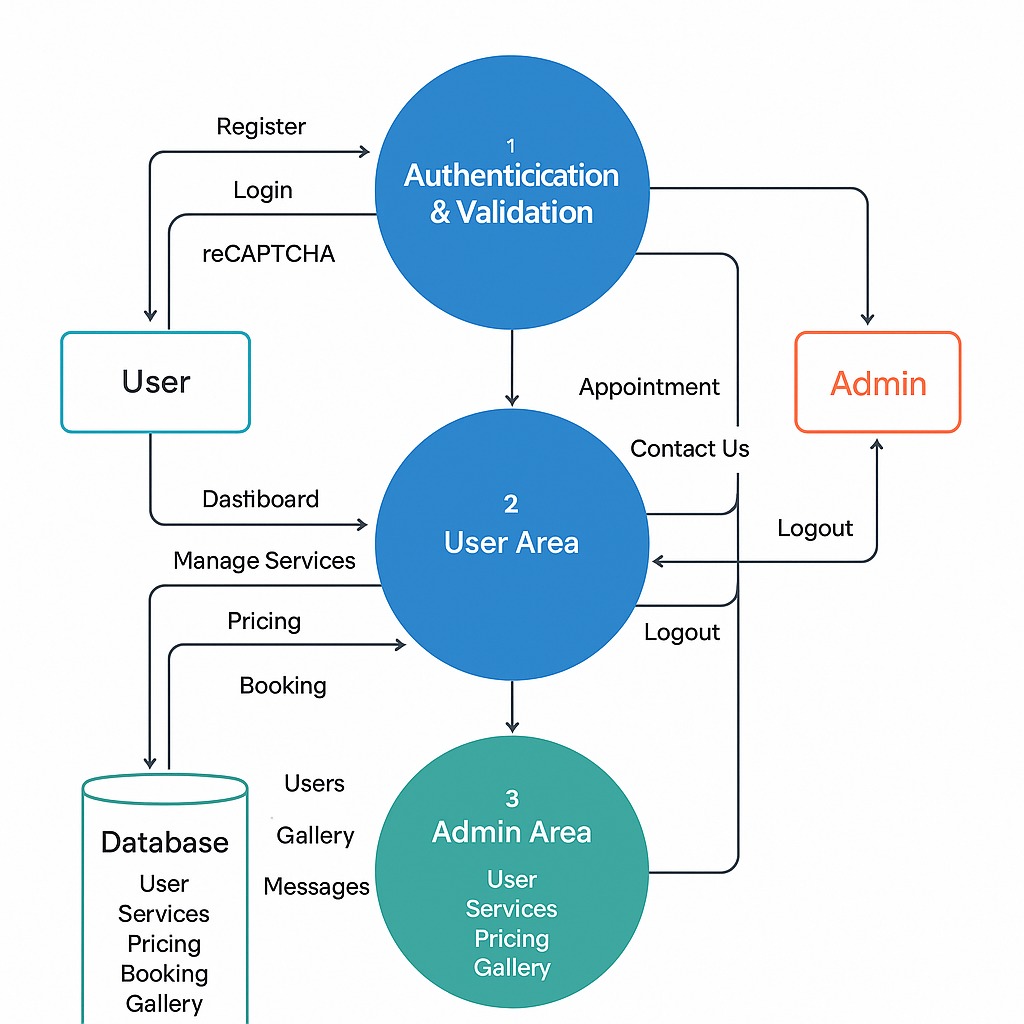 Register
Login
reCAPTCHA
1
Authenticication
& Validation
User
Admin
Appointment
Contact Us
Dastiboard
Manage Services
Pricing
Booking
2
User Area
Logout
Logout
Users
Gallery
Messages
3
Admin Area
User
Services
Pricing
Gallery
Database
User
Services
Pricing
Booking
Gallery